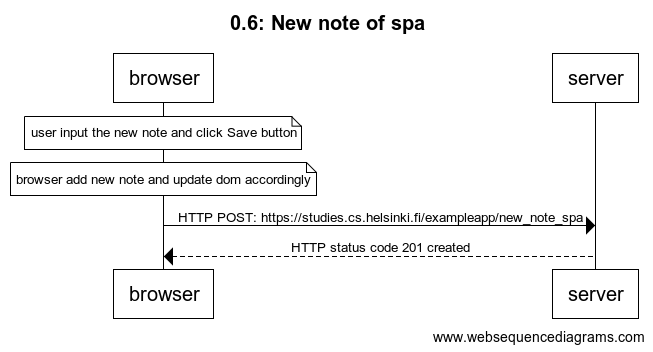 0.6: New note of spa
browser
server
user input the new note and click Save button
browser add new note and update dom accordingly
HTTP POST: https://studies.cs.helsinki.fi/exampleapp/new_note_spa
HTTP status code 201 created
browser
server
www.websequencediagrams.com